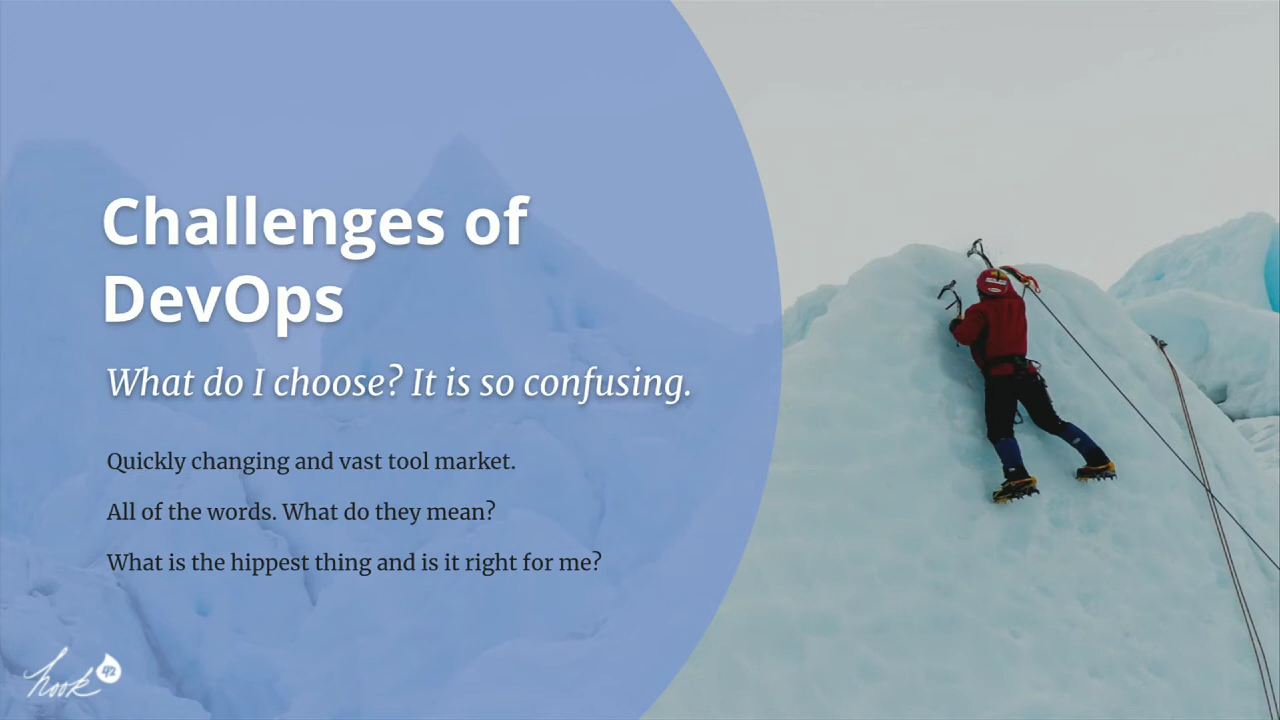 Challenges of
DevOps
What do I choose? It is so confusing.
Quickly changing and vast tool market.
All of the words. What do they mean?
What is the hippest thing and is it right for me?
hook 42